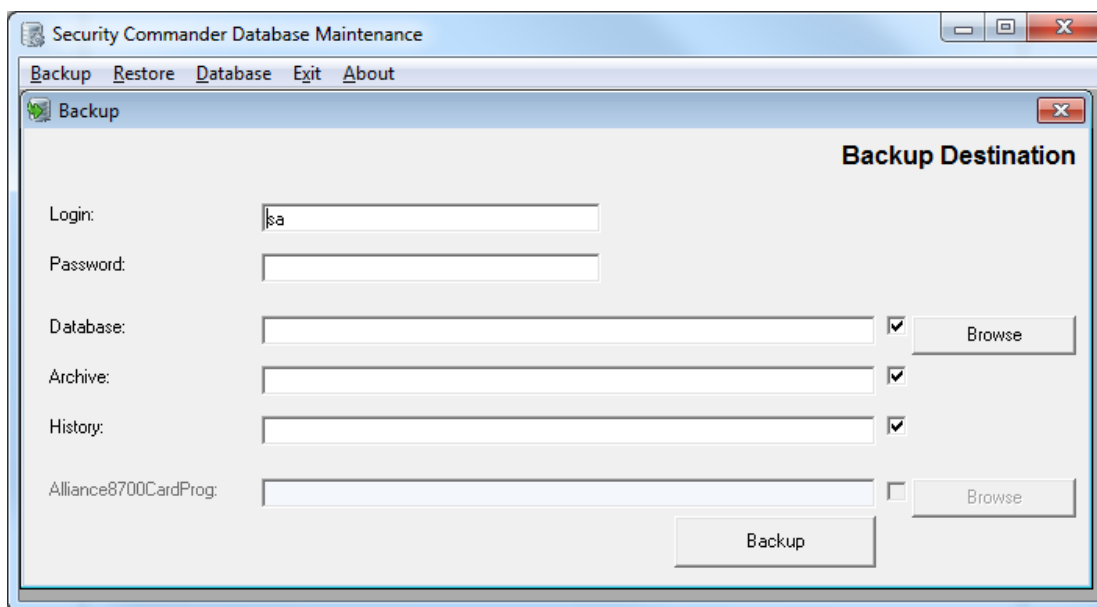 Security Commander Database Maintenance
Backup Restore Database Exit About
Backup
Backup Destination
Login: sa
Password:
Database: Browse
Archive:
History:
Alliance8700CardProg: Browse
Backup